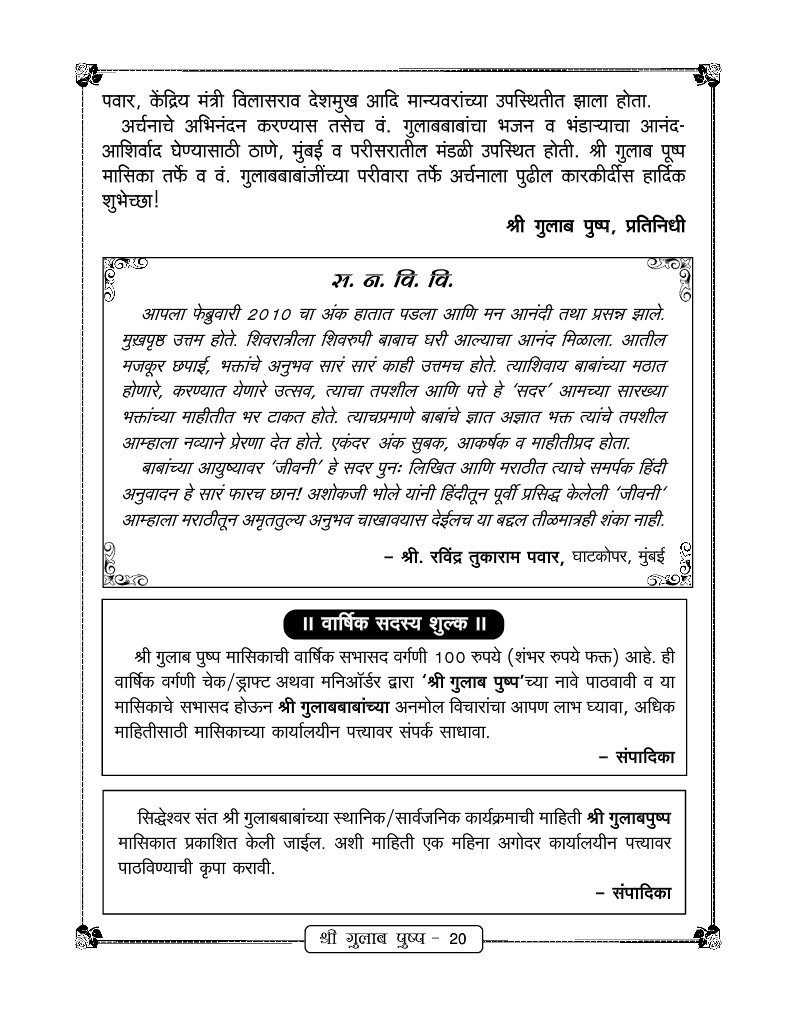 पवार, केंद्रिय मंत्री विलासराव देशमुख आदि मान्यवरांच्या उपस्थितीत झाला होता.
अर्चनाचे अभिनंदन करण्यास तसेच वं. गुलाबबाबांचा भजन व भंडाऱ्याचा आनंद-
आशिर्वाद घेण्यासाठी ठाणे, मुंबई व परीसरातील मंडळी उपस्थित होती. श्री गुलाब पूष्प
मासिका तर्फे व वं. गुलाबबाबांजींच्या परीवारा तर्फे अर्चनाला पुढील कारकीर्दीस हार्दिक
शुभेच्छा!
श्री गुलाब पुष्प, प्रतिनिधी
स. न. वि. वि.
आपला फेब्रुवारी 2010 चा अंक हातात पडला आणि मन आनंदी तथा प्रसन्न झाले.
मुखपृष्ठ उत्तम होते. शिवरात्रीला शिवरुपी बाबाच घरी आल्याचा आनंद मिळाला. आतील
मजकूर छपाई, भक्तांचे अनुभव सारं सारं काही उत्तमच होते. त्याशिवाय बाबांच्या मठात
होणारे, करण्यात येणारे उत्सव, त्याचा तपशील आणि पत्ते हे ‘सदर’ आमच्या सारख्या
भक्तांच्या माहीतीत भर टाकत होते. त्याचप्रमाणे बाबांचे ज्ञात अज्ञात भक्त त्यांचे तपशील
आम्हाला नव्याने प्रेरणा देत होते. एकंदर अंक सुबक, आकर्षक व माहीतीप्रद होता.
बाबांच्या आयुष्यावर ‘जीवनी’ हे सदर पुनः लिखित आणि मराठीत त्याचे समर्पक हिंदी
अनुवादन हे सारं फारच छान! अशोकजी भोले यांनी हिंदीतून पूर्वी प्रसिद्ध केलेली ‘जीवनी‘
आम्हाला मराठीतून अमृततुल्य अनुभव चाखावयास देईलच या बद्दल तीळमात्रही शंका नाही.
– श्री. रविंद्र तुकाराम पवार, घाटकोपर, मुंबई
॥ वार्षिक सदस्य शुल्क ॥
श्री गुलाब पुष्प मासिकाची वार्षिक सभासद वर्गणी 100 रुपये (शंभर रुपये फक्त) आहे. ही
वार्षिक वर्गणी चेक/ड्राफ्ट अथवा मनिऑर्डर द्वारा ‘श्री गुलाब पुष्प’च्या नावे पाठवावी व या
मासिकाचे सभासद होऊन श्री गुलाबबाबांच्या अनमोल विचारांचा आपण लाभ घ्यावा, अधिक
माहितीसाठी मासिकाच्या कार्यालयीन पत्त्यावर संपर्क साधावा.
– संपादिका
सिद्धेश्वर संत श्री गुलाबबाबांच्या स्थानिक/सार्वजनिक कार्यक्रमाची माहिती श्री गुलाबपुष्प
मासिकात प्रकाशित केली जाईल. अशी माहिती एक महिना अगोदर कार्यालयीन पत्त्यावर
पाठविण्याची कृपा करावी.
– संपादिका
श्री गुलाब पुष्प - 20